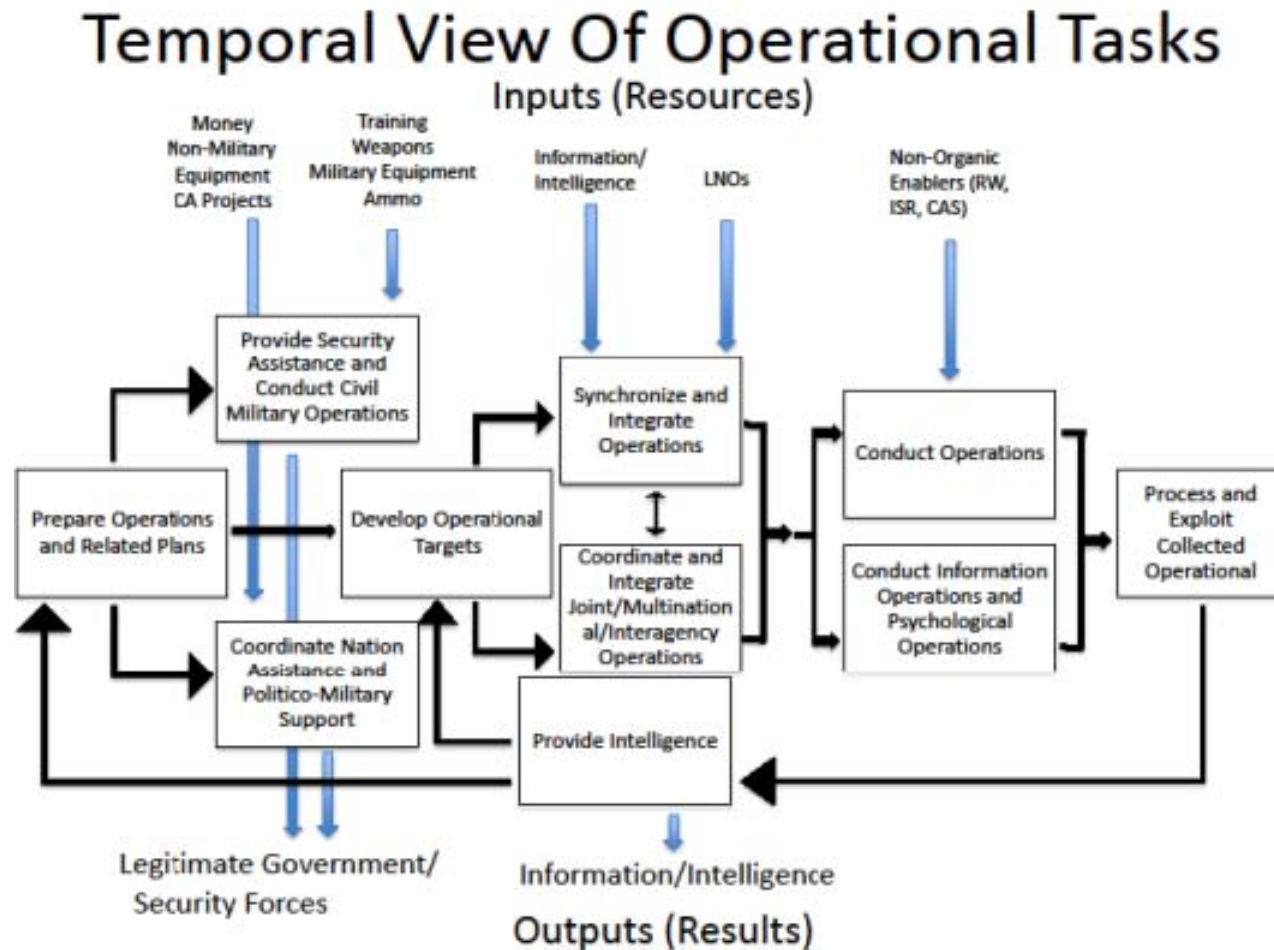 Temporal View Of Operational Tasks
Inputs (Resources)
Money
Non-Military
Equipment
CA Projects
Training
Weapons
Military Equipment
Ammo
Information/
Intelligence
LNOs
Non-Organic
Enablers (RW,
ISR, CAS)
Provide Security
Assistance and
Conduct Civil
Military Operations
Synchronize and
Integrate
Operations
Conduct Operations
Prepare Operations
and Related Plans
Develop Operational
Targets
Process and
Exploit
Collected
Operational
Coordinate and
Integrate
Joint/Multination
al/Interagency
Operations
Conduct Information
Operations and
Psychological
Operations
Coordinate Nation
Assistance and
Politico-Military
Support
Provide Intelligence
Legitimate Government/
Security Forces
Information/Intelligence
Outputs (Results)